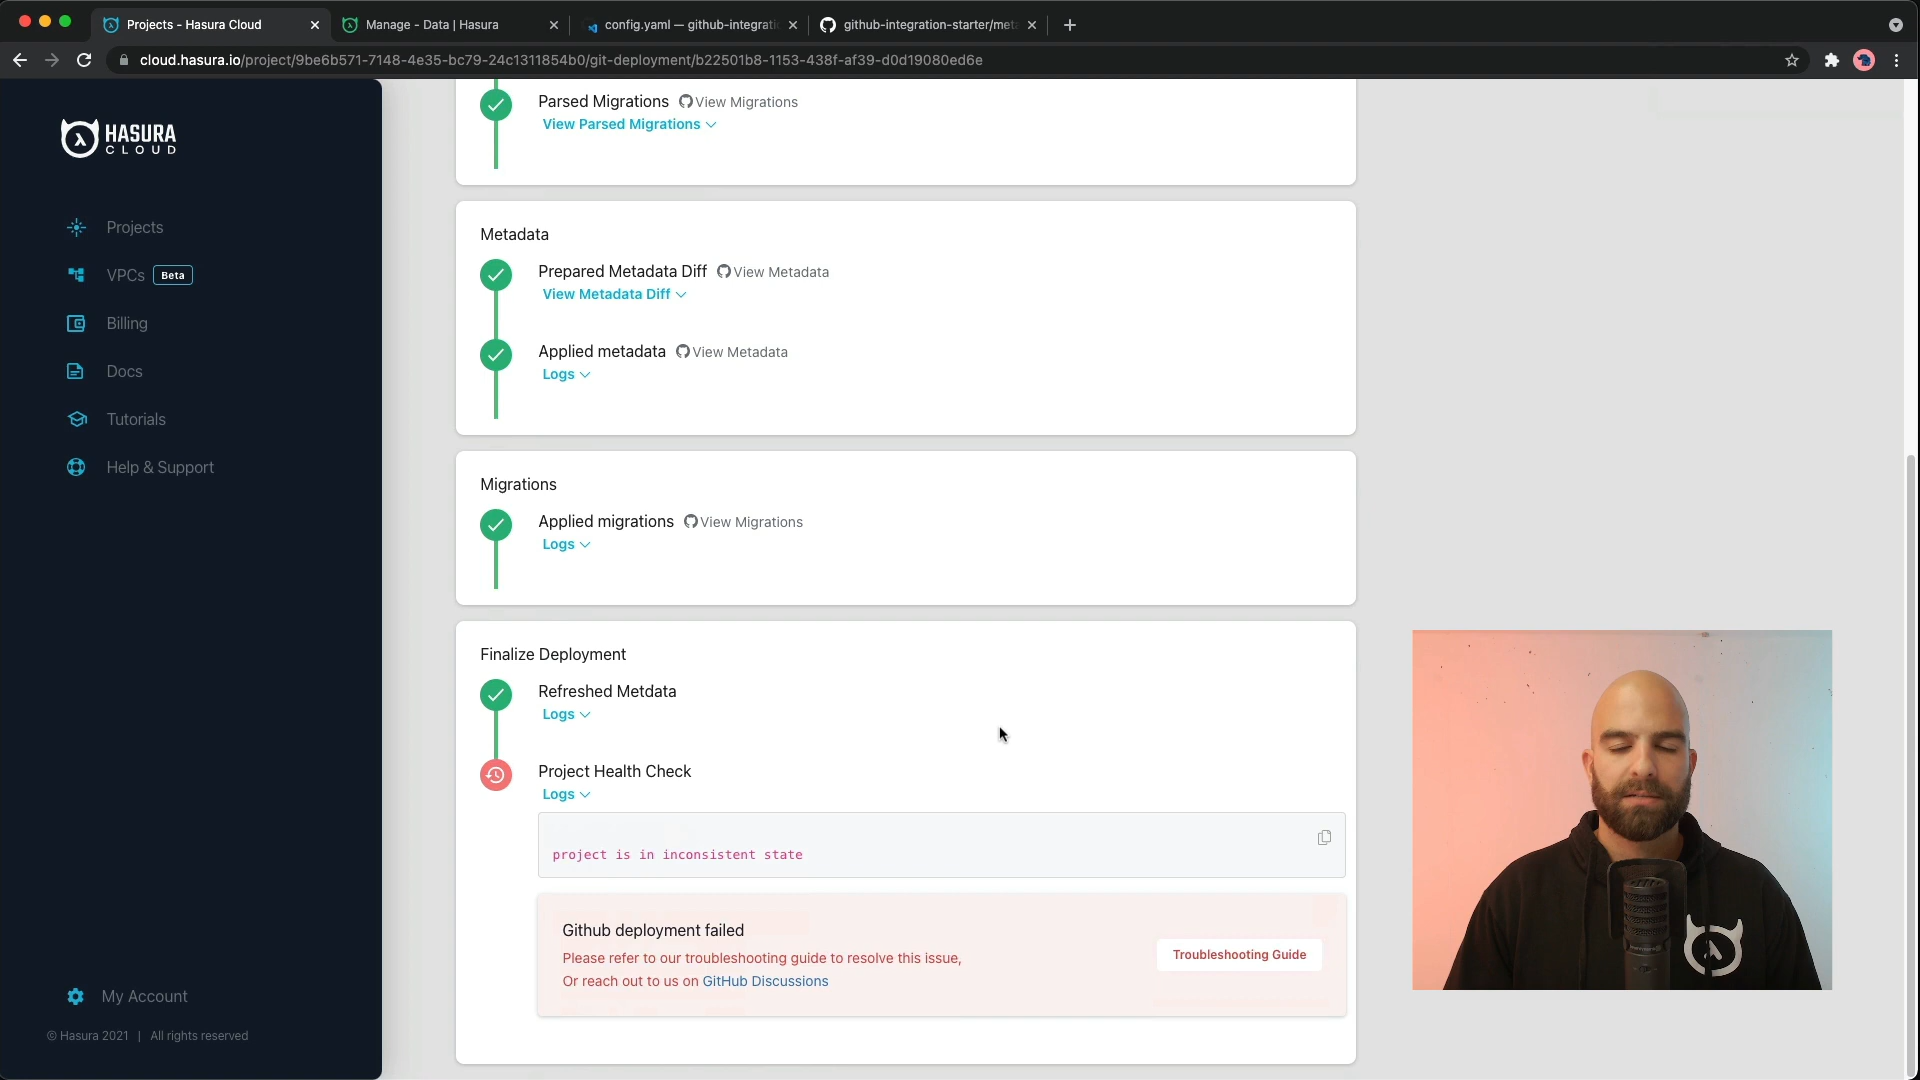 Projects - Hasura Cloud
Manage - Data | Hasura
config.yaml — github-integrati
github-integration-starter/meta
cloud.hasura.io/project/9be6b571-7148-4e35-bc79-24c1311854b0/git-deployment/b22501b8-1153-438f-af39-d0d19080ed6e
HASURA
CLOUD
Projects
VPCs Beta
Billing
Docs
Tutorials
Help & Support
My Account
© Hasura 2021 | All rights reserved
Parsed Migrations View Migrations
View Parsed Migrations
Metadata
Prepared Metadata Diff View Metadata
View Metadata Diff
Applied metadata View Metadata
Logs
Migrations
Applied migrations View Migrations
Logs
Finalize Deployment
Refreshed Metdata
Logs
Project Health Check
Logs
project is in inconsistent state
Github deployment failed
Please refer to our troubleshooting guide to resolve this issue,
Or reach out to us on GitHub Discussions
Troubleshooting Guide